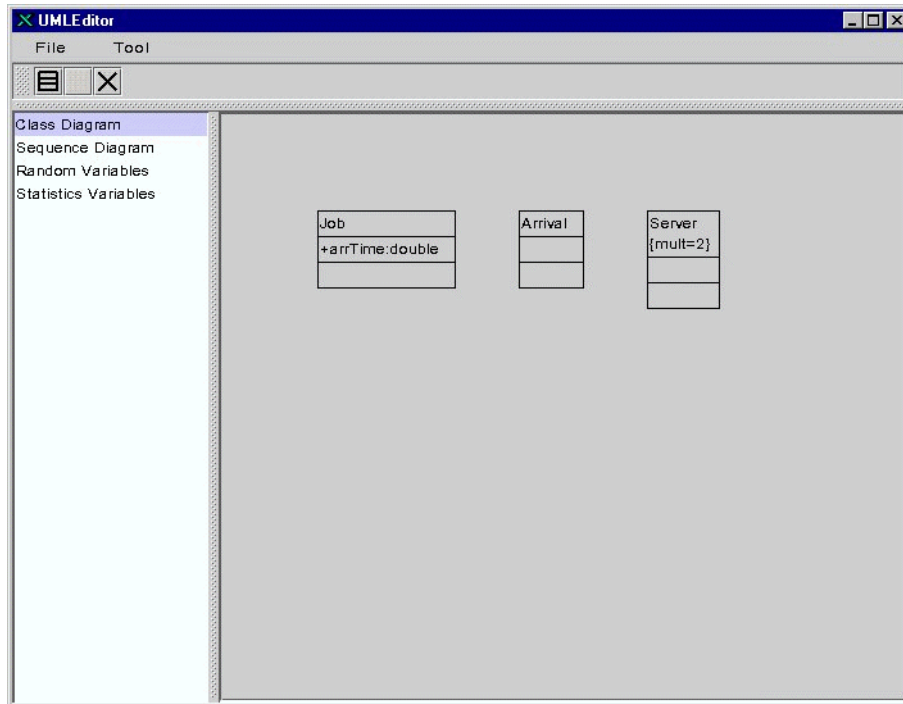 UMLEditor
File Tool
Class Diagram
Sequence Diagram
Random Variables
Statistics Variables
Job
+arrTime:double
Arrival
Server
{mult=2}